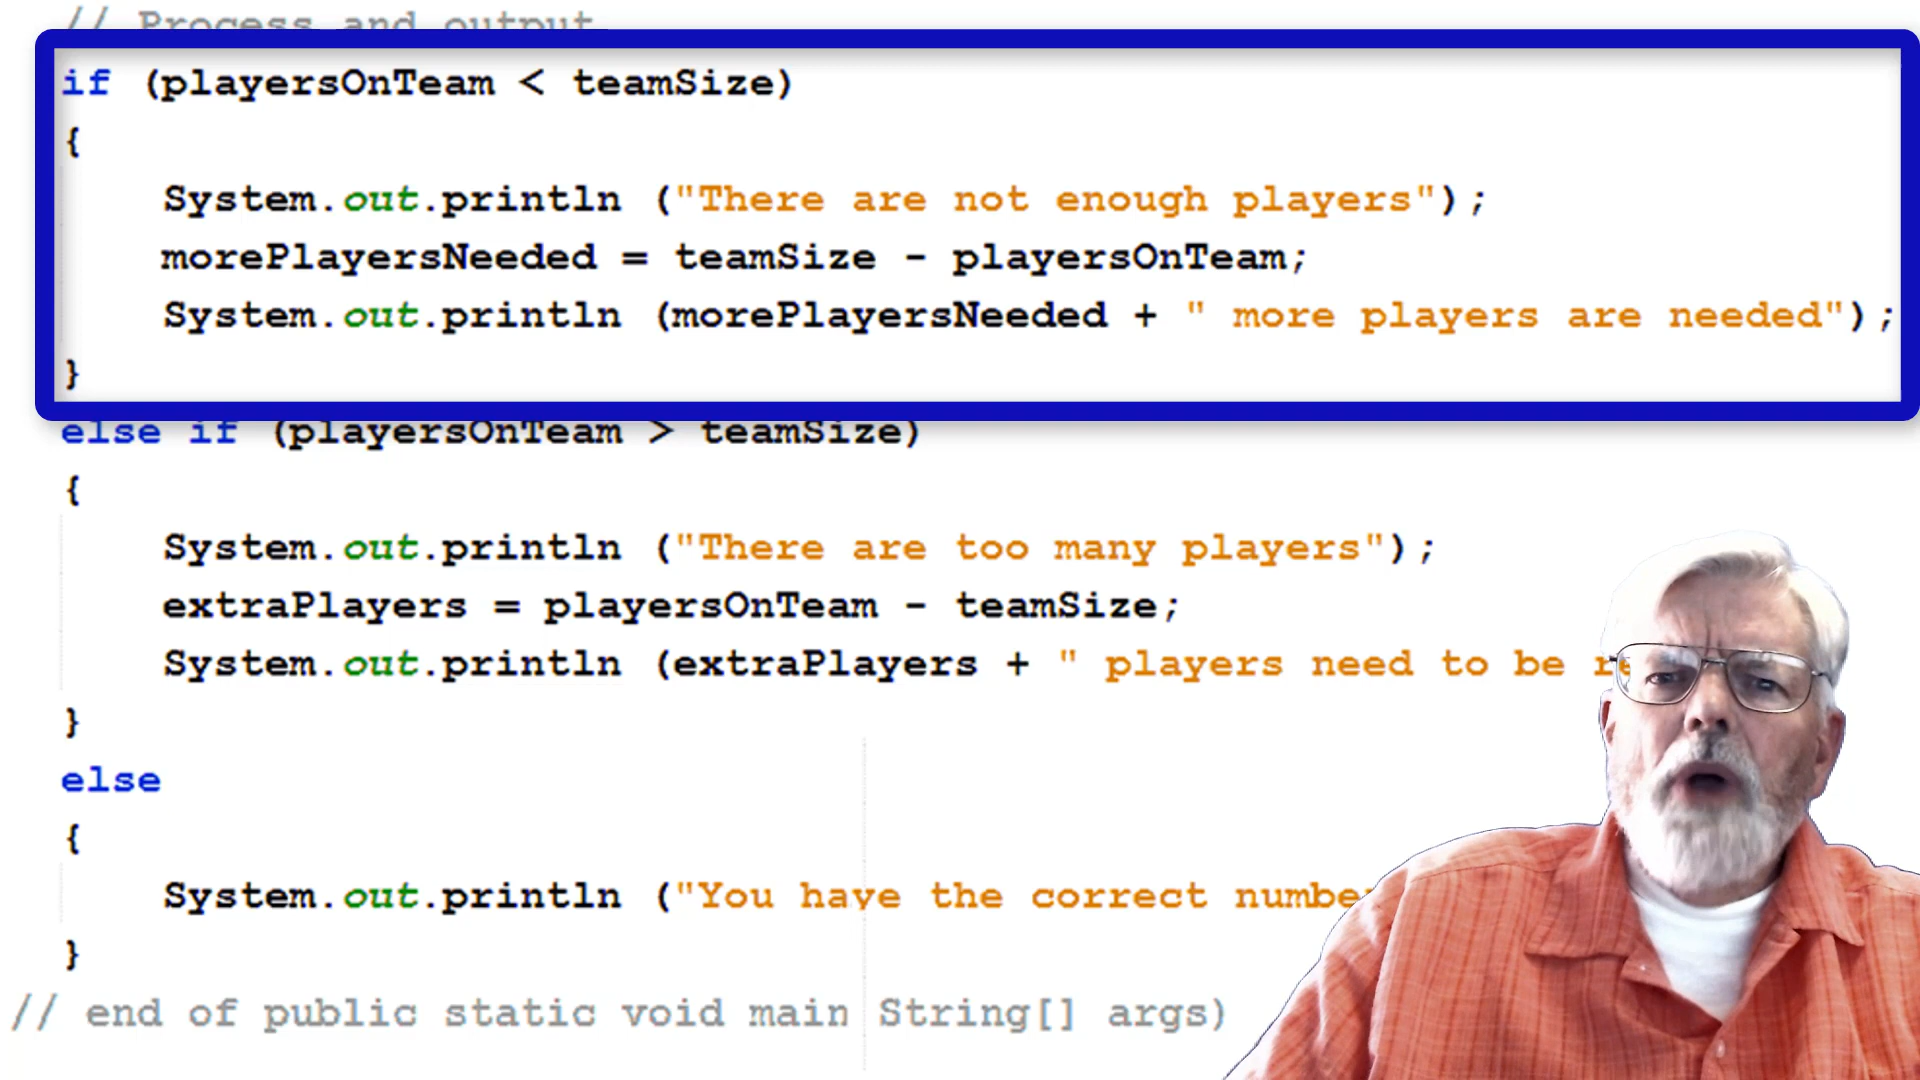 // Process and output
if (playersOnTeam < teamSize)
{
System.out.println ("There are not enough players");
morePlayersNeeded = teamSize - playersOnTeam;
System.out.println (morePlayersNeeded + " more players are needed");
}
else if (playersOnTeam > teamSize)
{
System.out.println ("There are too many players");
extraPlayers = playersOnTeam - teamSize;
System.out.println (extraPlayers + " players need to be
}
else
{
System.out.println ("You have the correct
}
// end of public static void main String[] args)